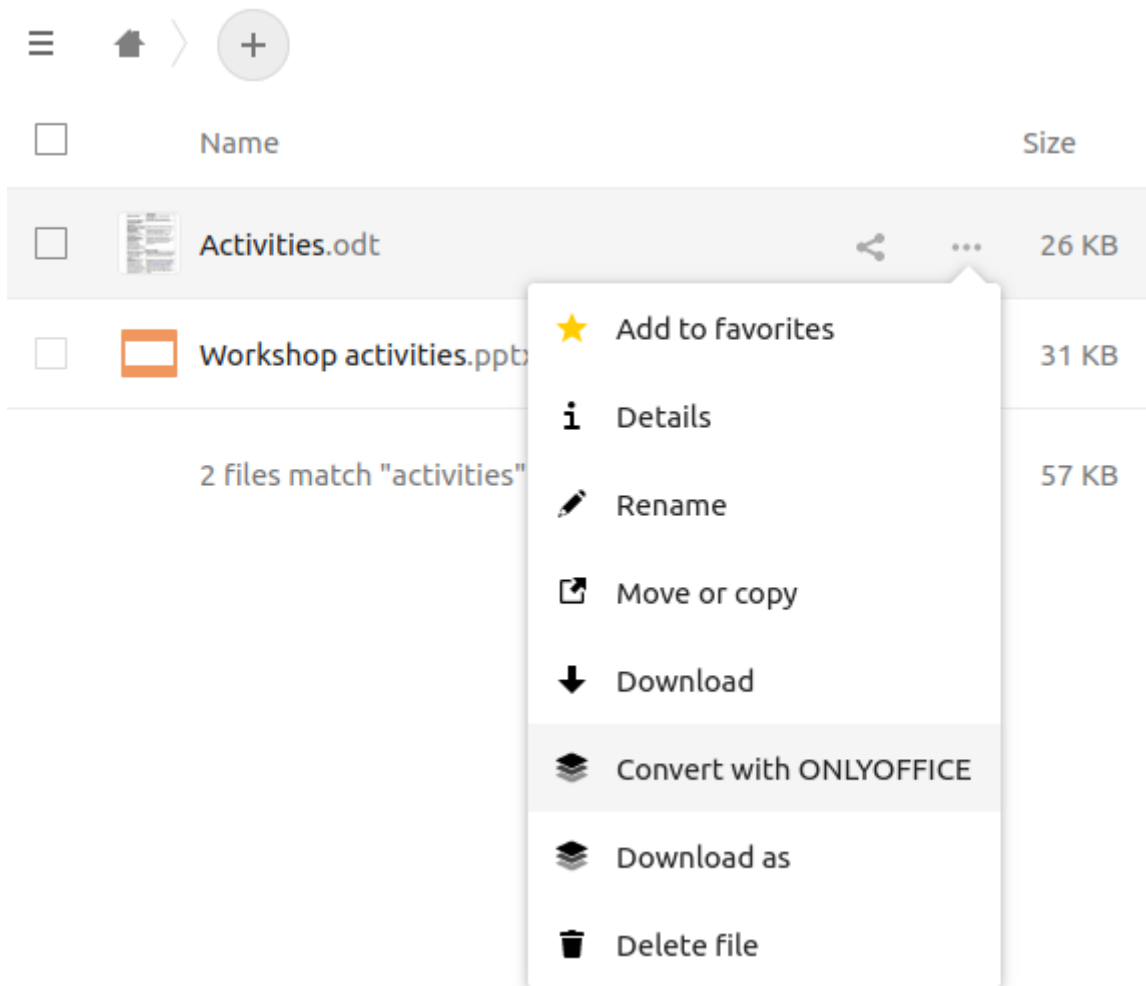 Name Size
Activities.odt 26 KB
Add to favorites
Workshop activities.pptx 31 KB
Details
2 files match "activities" 57 KB
Rename
Move or copy
Download
Convert with ONLYOFFICE
Download as
Delete file